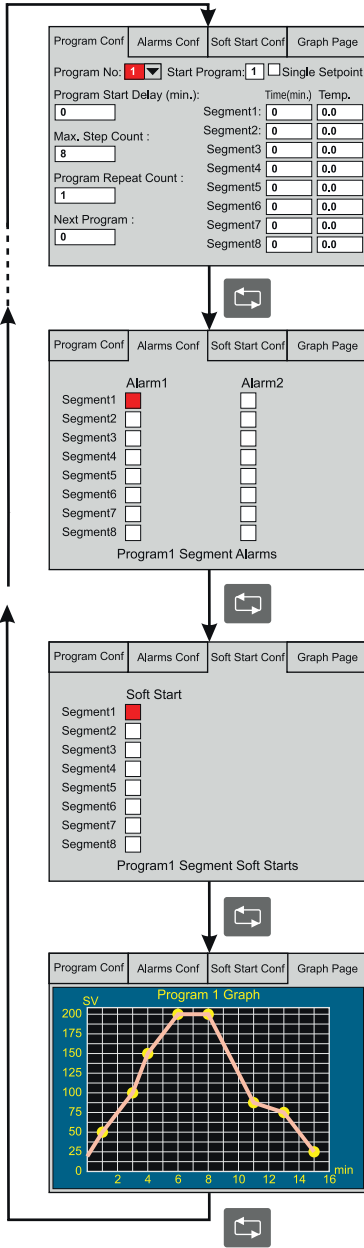 Program Conf Alarms Conf Soft Start Conf Graph Page
Program No: 1 Start Program: 1 Single Setpoint
Program Start Delay (min.): Time(min.) Temp.
0 Segment1: 0 0.0
Max. Step Count : Segment2: 0 0.0
8 Segment3 0 0.0
Segment4 0 0.0
Program Repeat Count : Segment5 0 0.0
1 Segment6 0 0.0
Next Program : Segment7 0 0.0
0 Segment8 0 0.0
Program Conf Alarms Conf Soft Start Conf Graph Page
Alarm1 Alarm2
Segment1
Segment2
Segment3
Segment4
Segment5
Segment6
Segment7
Segment8
Program1 Segment Alarms
Program Conf Alarms Conf Soft Start Conf Graph Page
Soft Start
Segment1
Segment2
Segment3
Segment4
Segment5
Segment6
Segment7
Segment8
Program1 Segment Soft Starts
Program Conf Alarms Conf Soft Start Conf Graph Page
SV Program 1 Graph
200
175
150
125
100
75
50
25
0 min
2 4 6 8 10 12 14 16